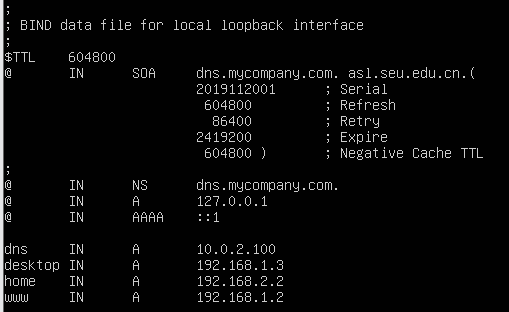 ;
; BIND data file for local loopback interface
;
$TTL 604800
@ IN SOA dns.mycompany.com. asl.seu.edu.cn.(
2019112001 ; Serial
604800 ; Refresh
86400 ; Retry
2419200 ; Expire
604800 ) ; Negative Cache TTL
;
@ IN NS dns.mycompany.com.
@ IN A 127.0.0.1
@ IN AAAA ::1
dns IN A 10.0.2.100
desktop IN A 192.168.1.3
home IN A 192.168.2.2
www IN A 192.168.1.2